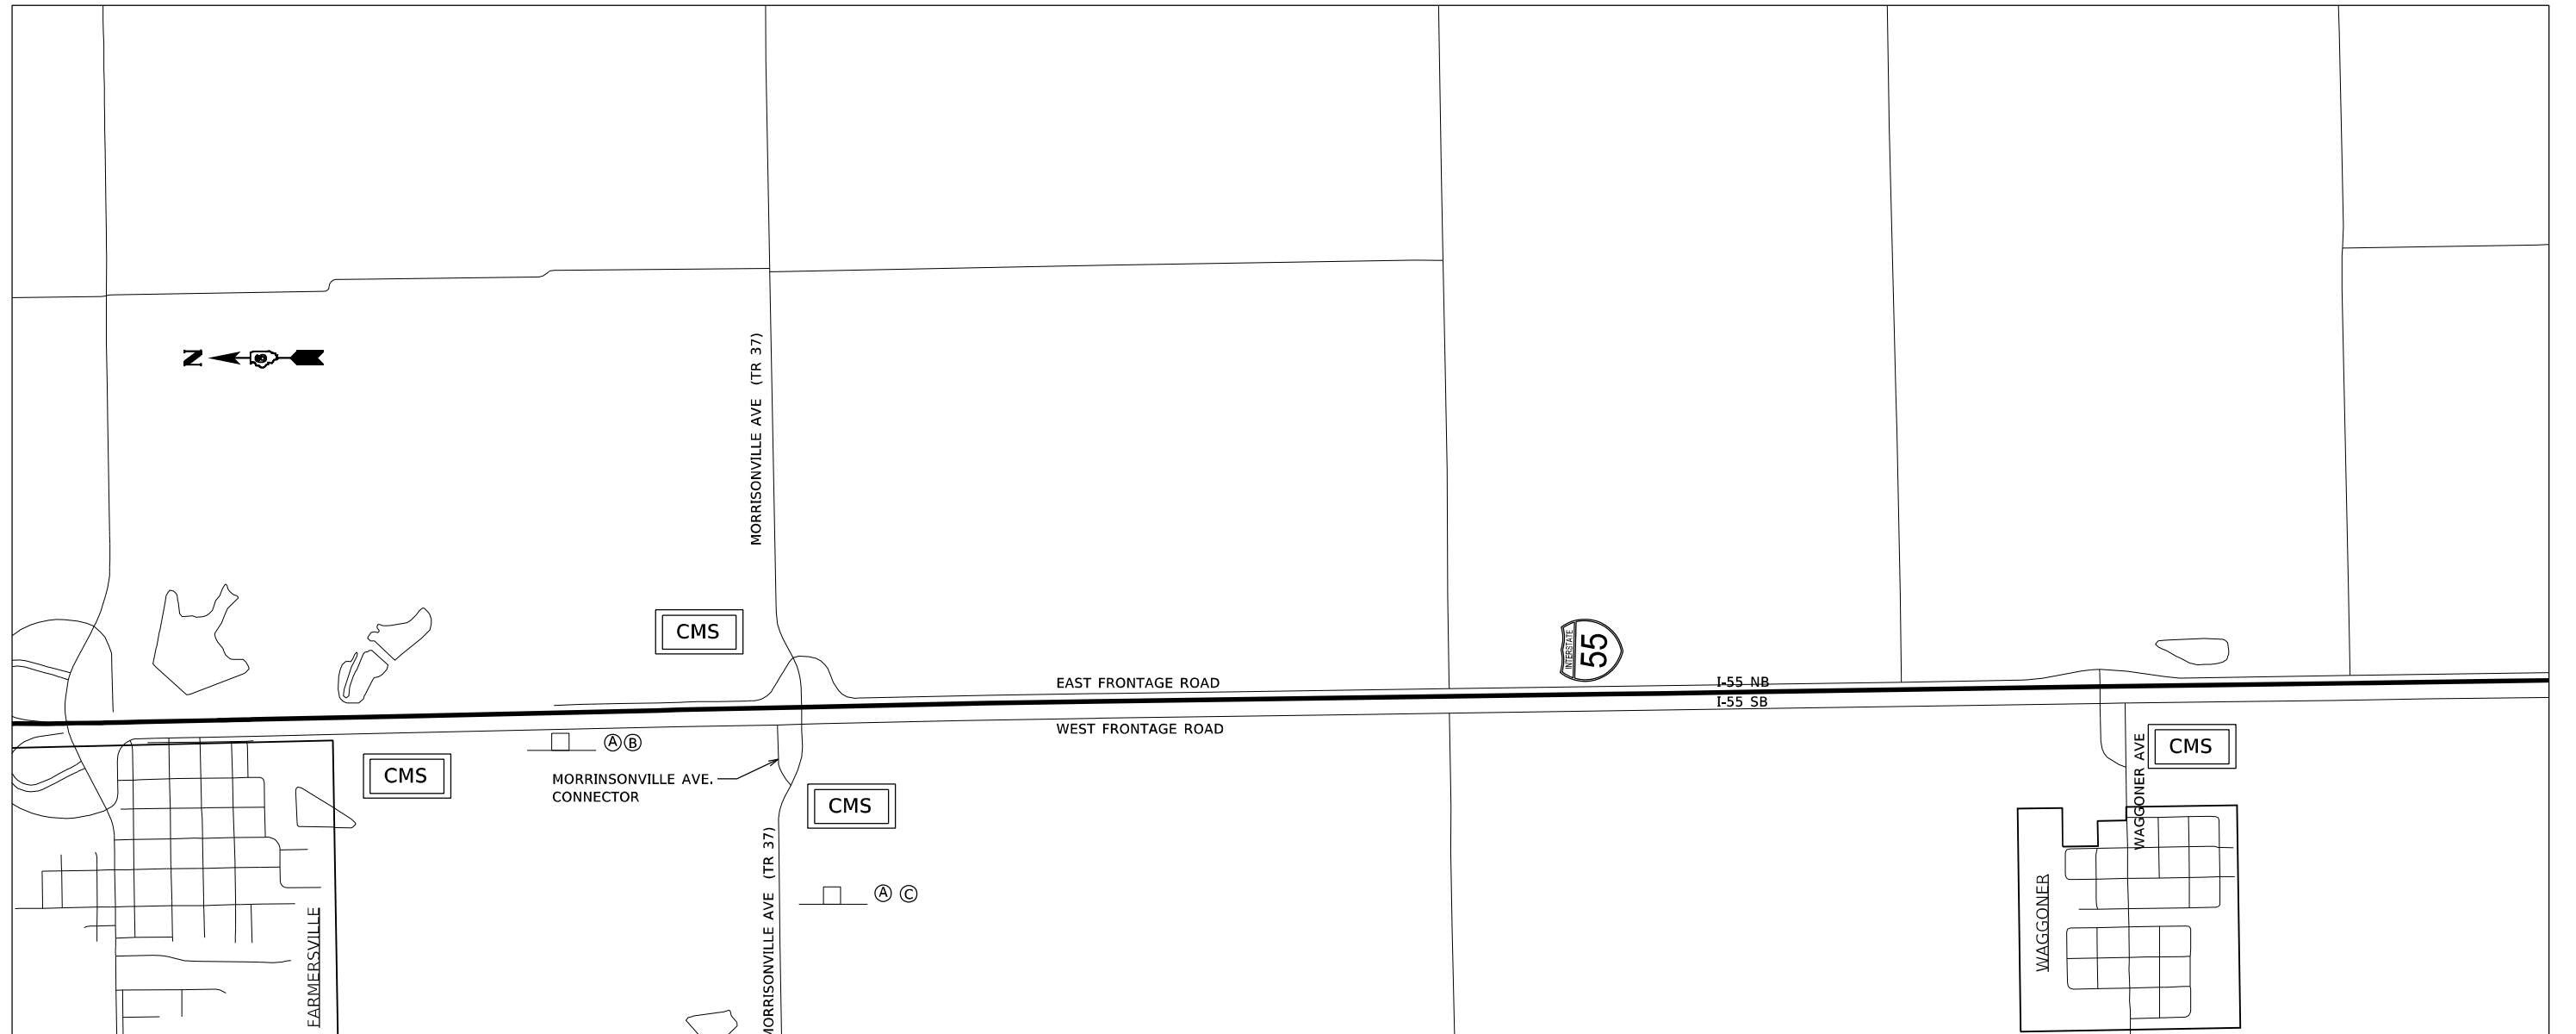 N
MORRISONVILLE AVE (TR 37)
CMS
INTERSTATE
55
EAST FRONTAGE ROAD
I-55 NB
I-55 SB
WEST FRONTAGE ROAD
A B
CMS
MORRINSONVILLE AVE.
CONNECTOR
CMS
CMS
WAGGONER AVE
A C
MORRISONVILLE AVE (TR 37)
FARMERSVILLE
WAGGONER